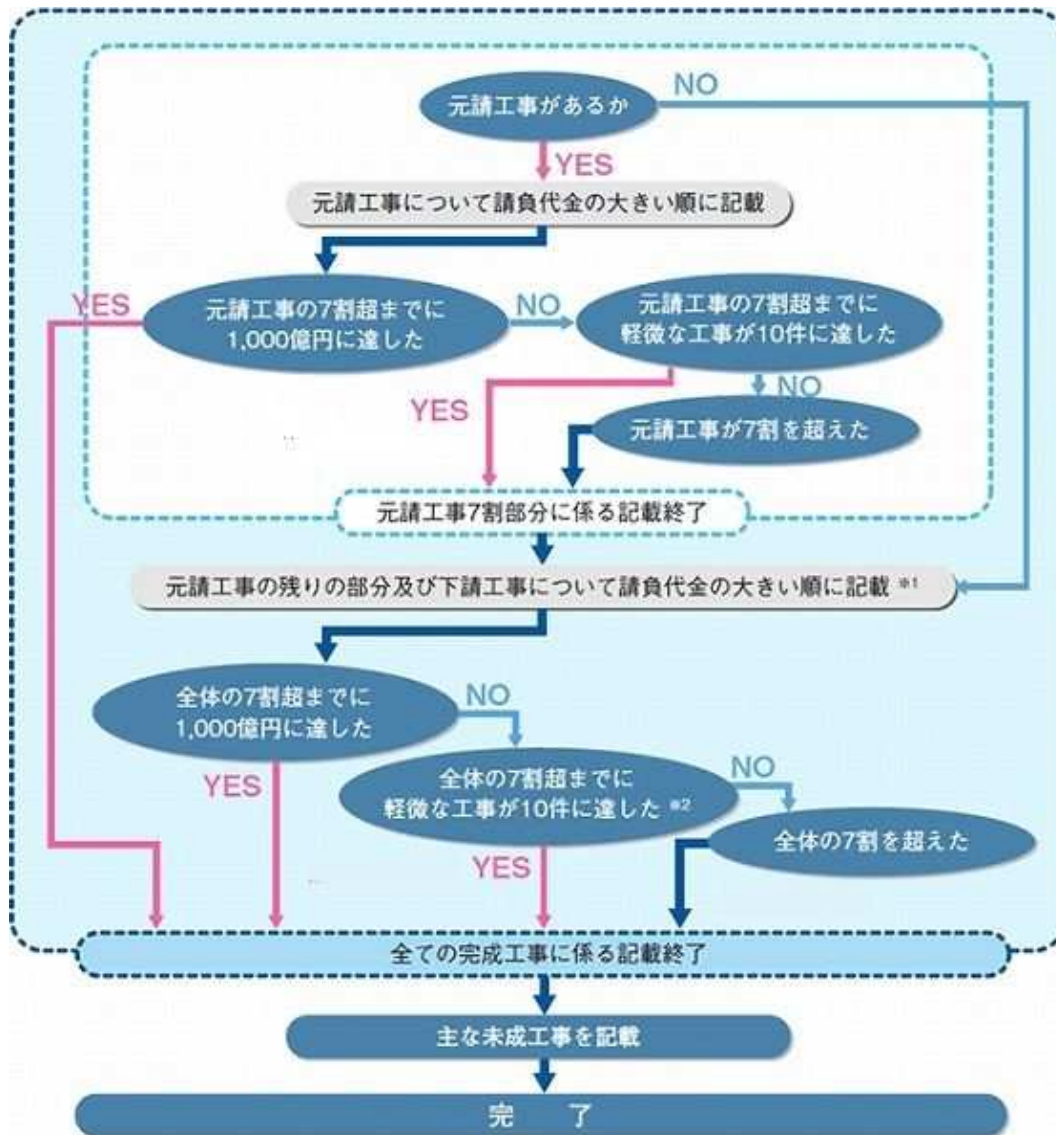 元請工事があるか
NO
YES
元請工事について請負代金の大きい順に記載
YES
元請工事の7割超までに
1,000億円に達した
NO
元請工事の7割超までに
軽微な工事が10件に達した
YES
NO
元請工事が7割を超えた
元請工事7割部分に係る記載終了
元請工事の残りの部分及び下請工事について請負代金の大きい順に記載 ※1
全体の7割超までに
1,000億円に達した
NO
YES
全体の7割超までに
軽微な工事が10件に達した ※2
NO
YES
全体の7割を超えた
全ての完成工事に係る記載終了
主な未成工事を記載
完 了